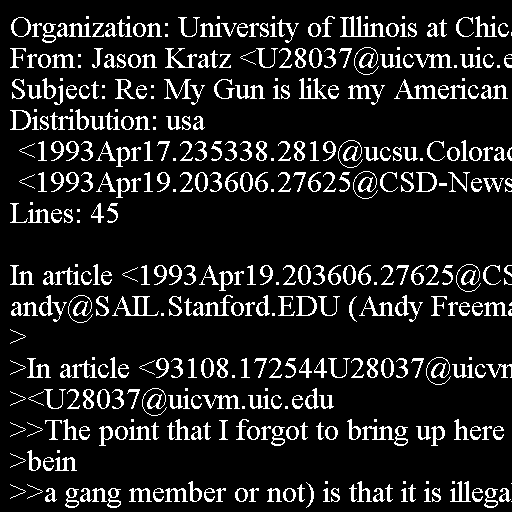 Organization: University of Illinois at Chic
From: Jason Kratz <U28037@uicvm.uic.e
Subject: Re: My Gun is like my American
Distribution: usa
<1993Apr17.235338.2819@ucsu.Colorad
<1993Apr19.203606.27625@CSD-News
Lines: 45

In article <1993Apr19.203606.27625@CS
andy@SAIL.Stanford.EDU (Andy Freema
>
>In article <93108.172544U28037@uicvn
><U28037@uicvm.uic.edu
>>The point that I forgot to bring up here
>bein
>>a gang member or not) is that it is illega